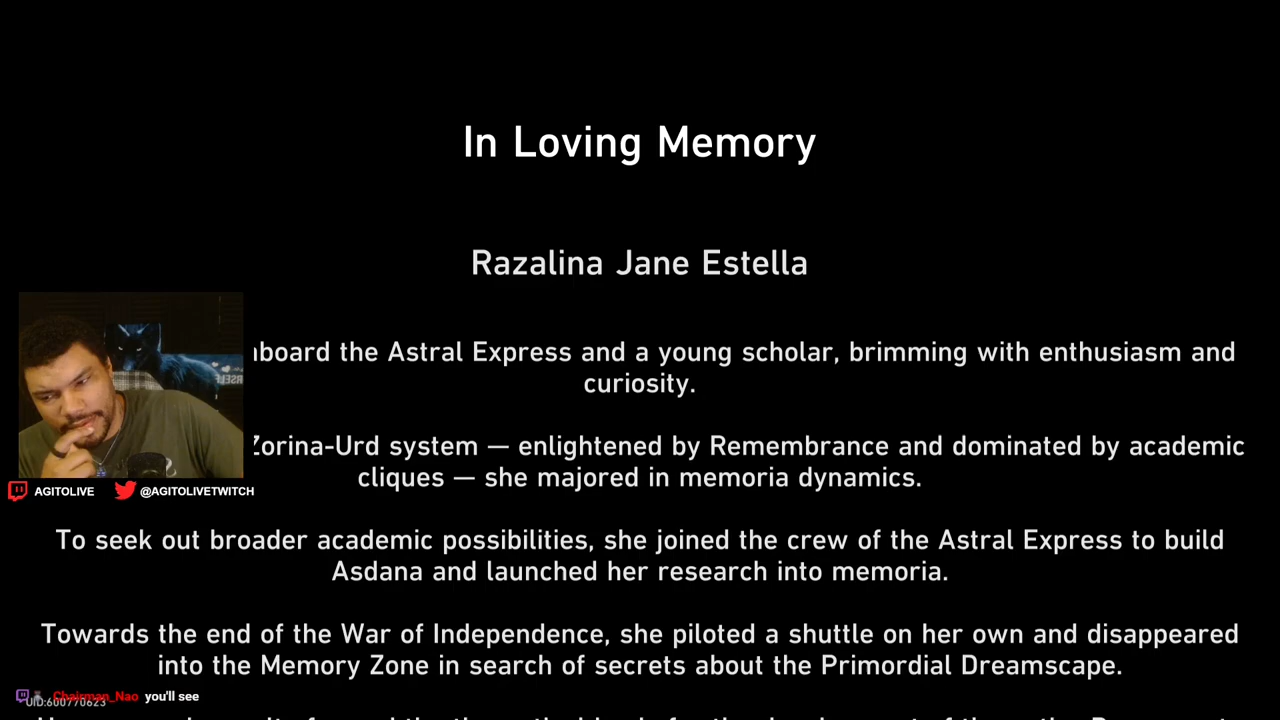 In Loving Memory
Razalina Jane Estella
aboard the Astral Express and a young scholar, brimming with enthusiasm and
curiosity.
Zorina-Urd system — enlightened by Remembrance and dominated by academic
cliques — she majored in memoria dynamics.
AGITOLIVE @AGITOLIVETWITCH
To seek out broader academic possibilities, she joined the crew of the Astral Express to build
Asdana and launched her research into memoria.
Towards the end of the War of Independence, she piloted a shuttle on her own and disappeared
into the Memory Zone in search of secrets about the Primordial Dreamscape.
Chairman_Nao you'll see
UID:600770623